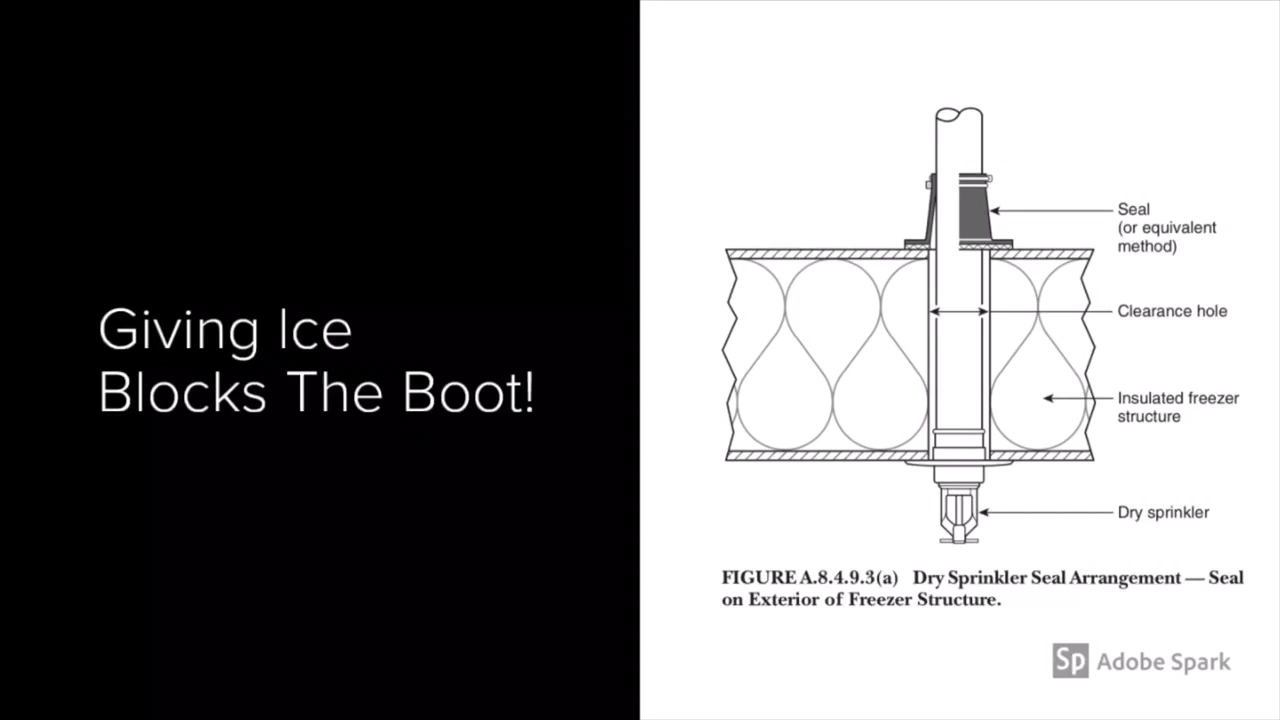 Giving Ice
Blocks The Boot!
Seal
(or equivalent
method)
Clearance hole
Insulated freezer
structure
Dry sprinkler
FIGURE A.8.4.9.3(a) Dry Sprinkler Seal Arrangement — Seal
on Exterior of Freezer Structure.
Sp Adobe Spark